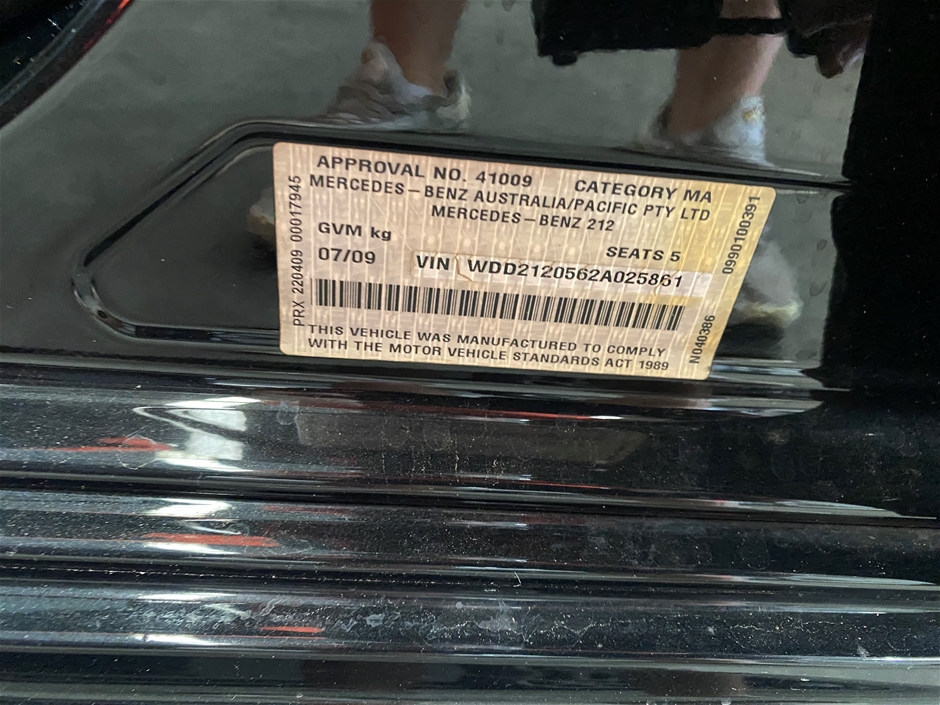 APPROVAL NO. 41009 CATEGORY MA
MERCEDES-BENZ AUSTRALIA/PACIFIC PTY LTD
MERCEDES-BENZ 212
GVM kg SEATS 5
07/09 VIN WDD2120562A025861
THIS VEHICLE WAS MANUFACTURED TO COMPLY
WITH THE MOTOR VEHICLE STANDARDS ACT 1989
PRX 220409 00017945
0990100391
N040386